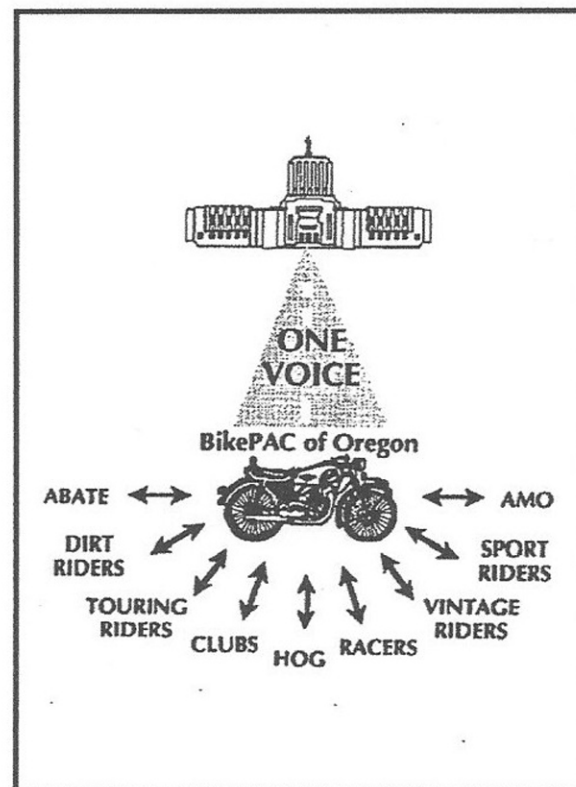 ONE
VOICE
BikePAC of Oregon
ABATE
AMO
DIRT
RIDERS
SPORT
RIDERS
TOURING
RIDERS
VINTAGE
RIDERS
CLUBS
RACERS
HOG